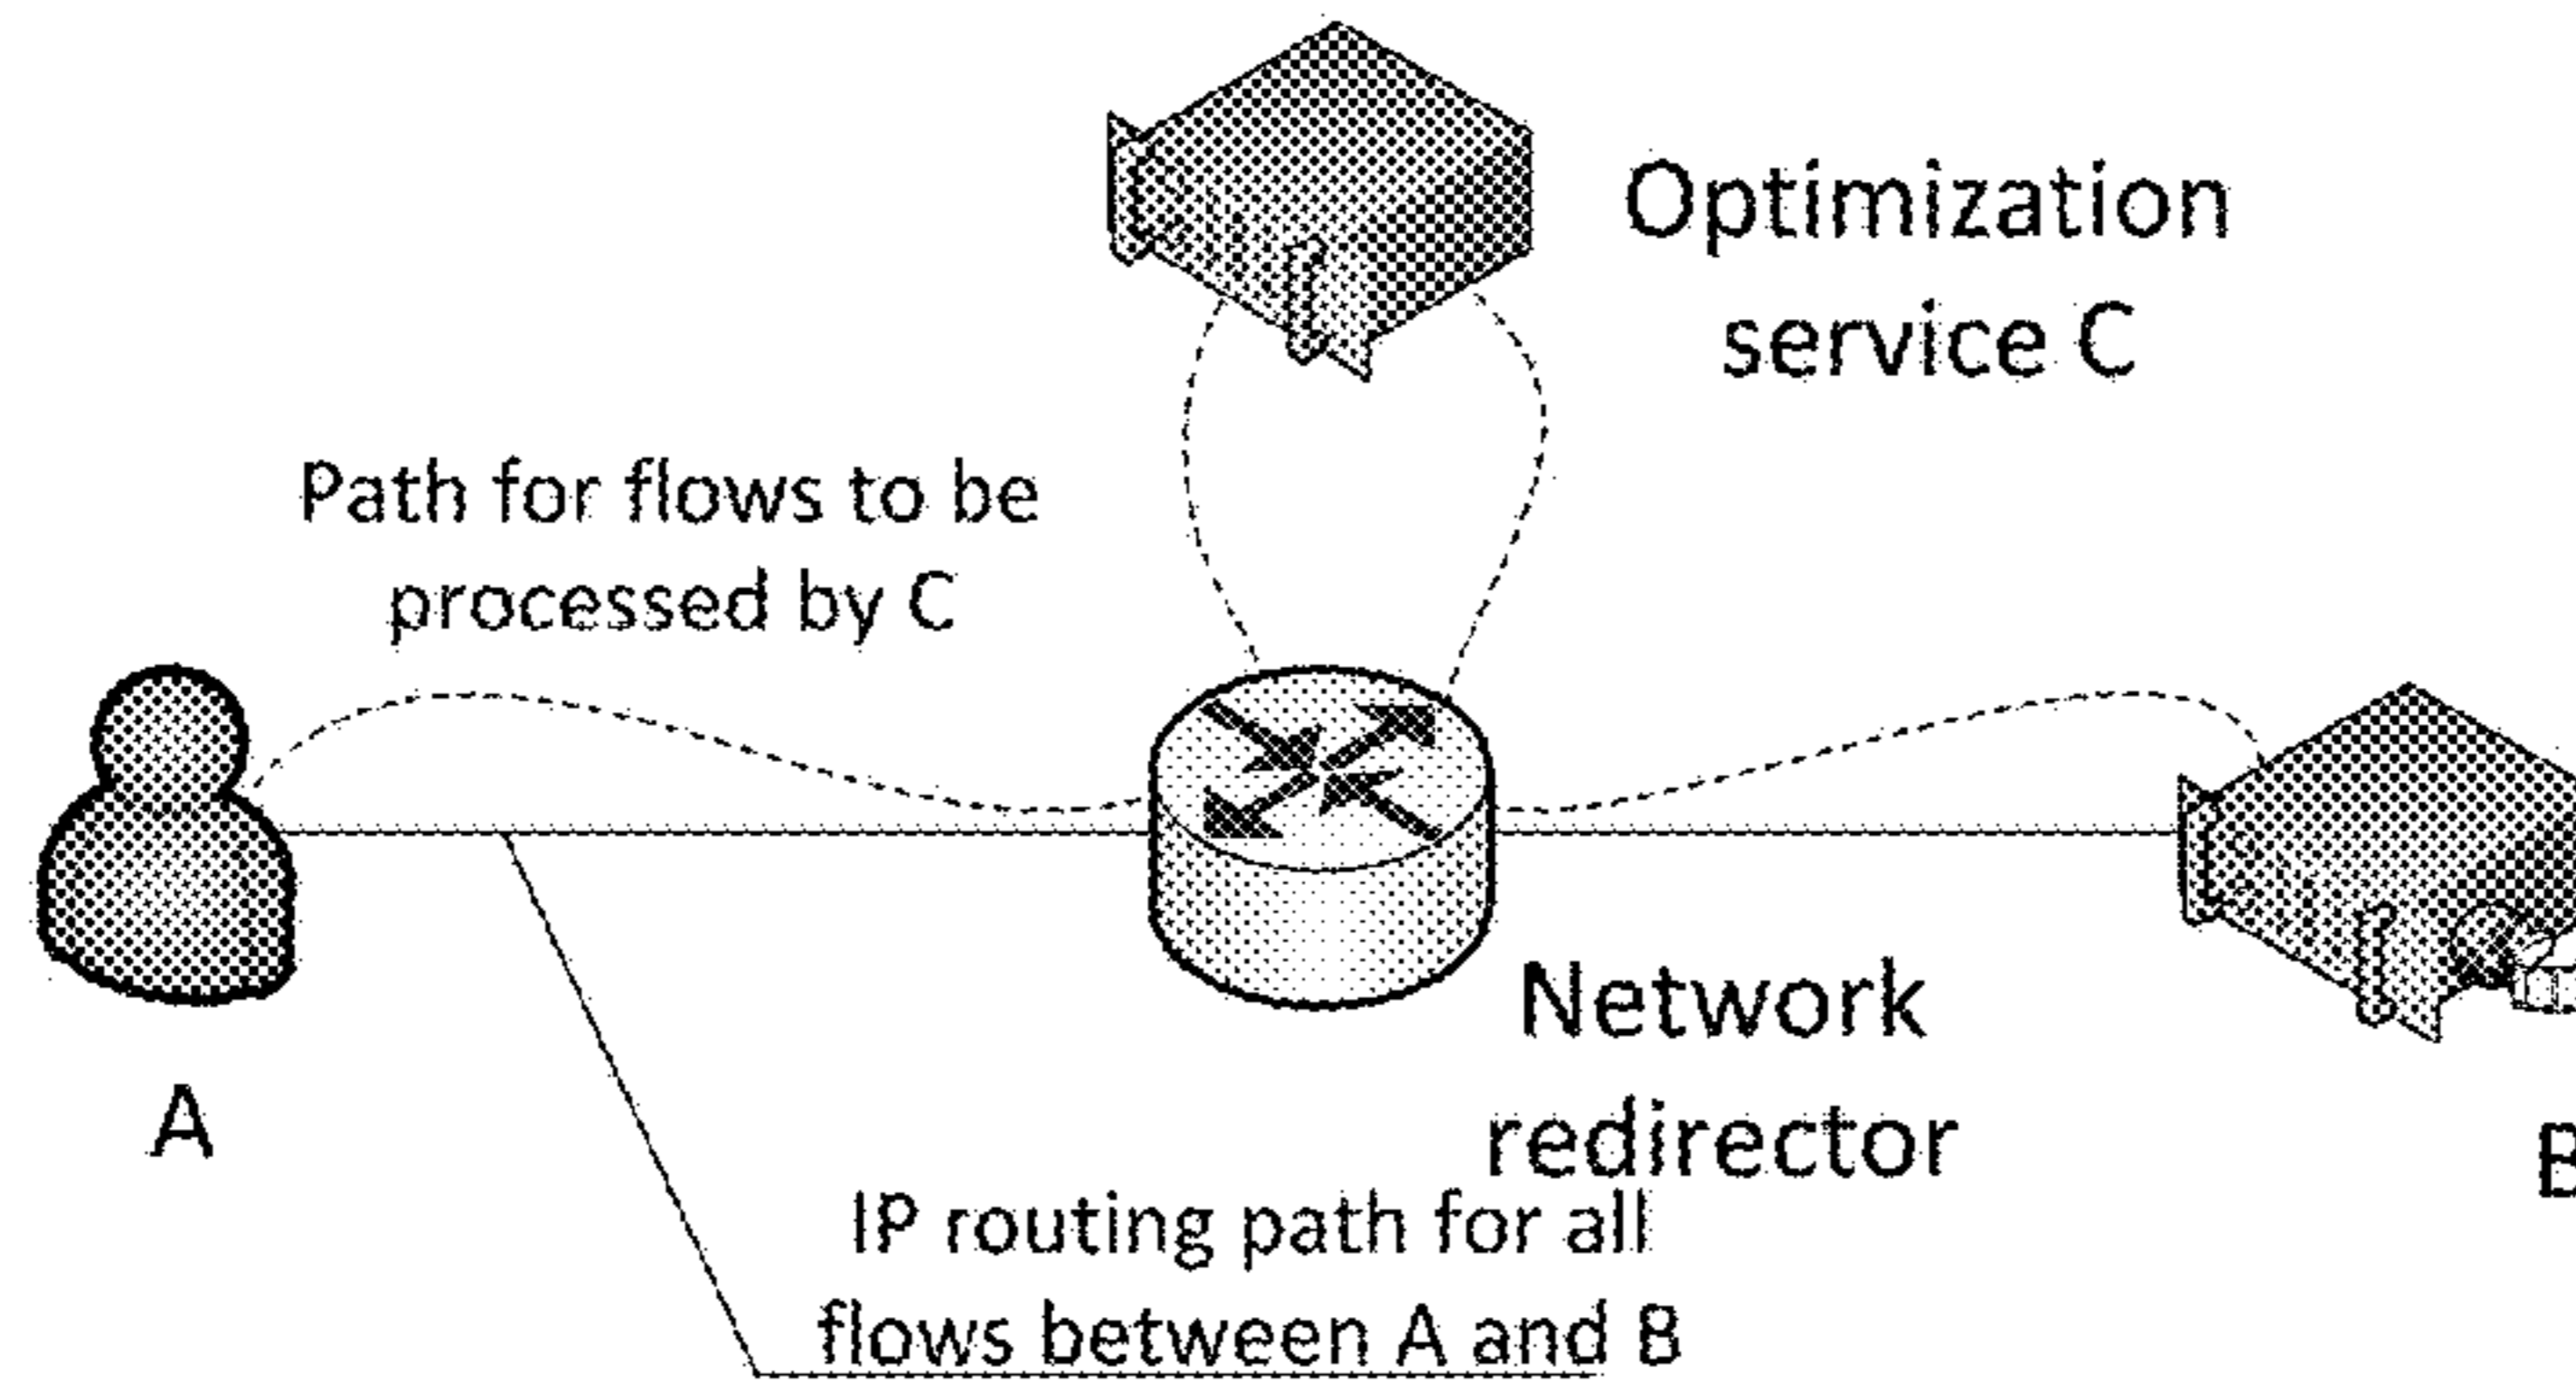 Optimization
service C
Path for flows to be
processed by C
Network
redirector
A
B
IP routing path for all
flows between A and B